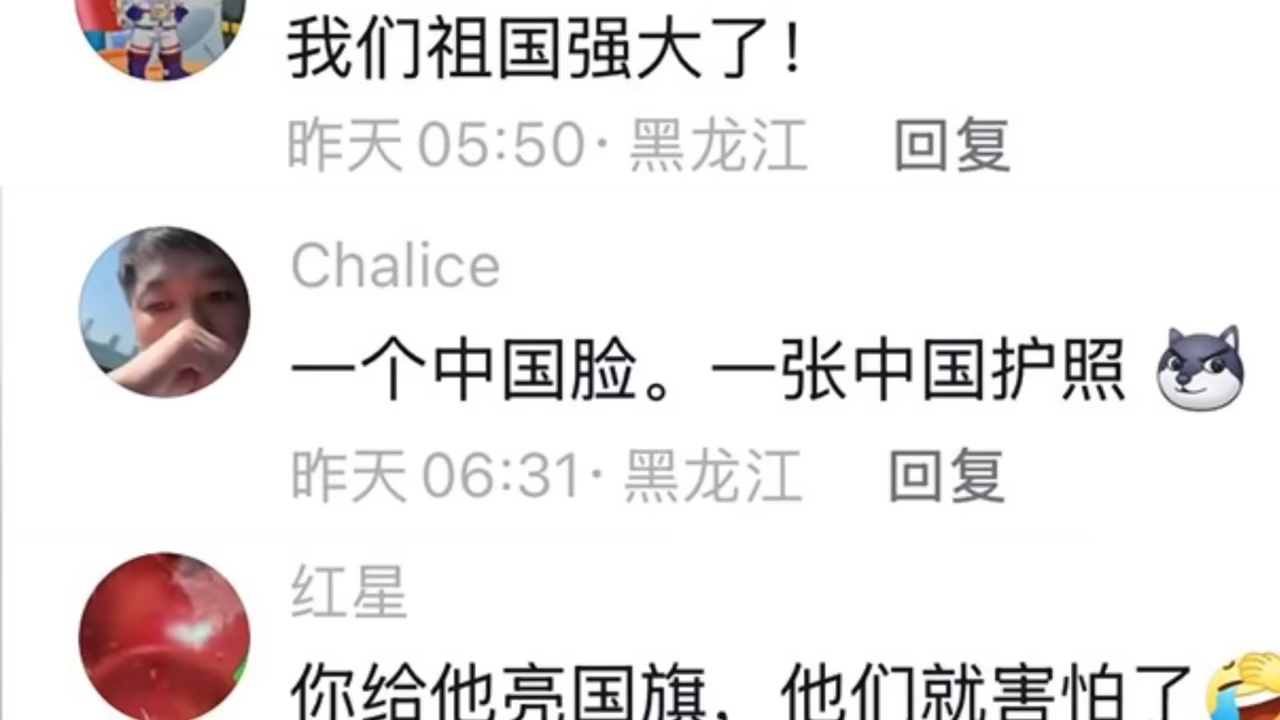 我们祖国强大了！
昨天 05:50· 黑龙江 回复
Chalice
一个中国脸。一张中国护照
昨天 06:31· 黑龙江 回复
红星
你给他亮国旗，他们就害怕了